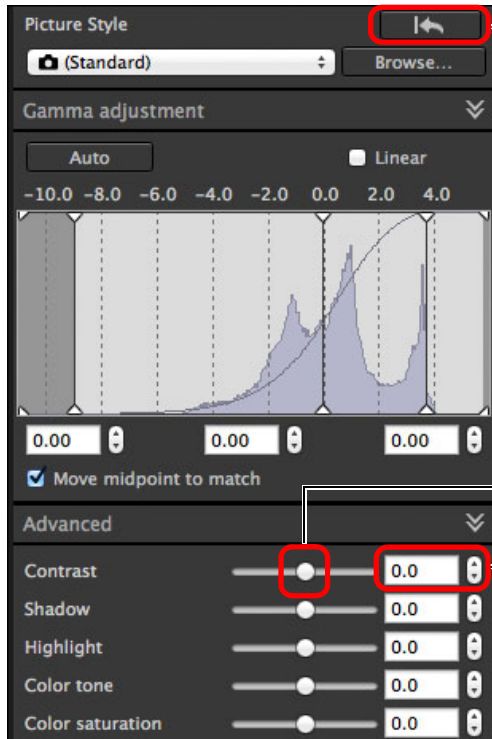 Picture Style
(Standard)
Browse...
Gamma adjustment
Auto
Linear
-10.0 -8.0 -6.0 -4.0 -2.0 0.0 2.0 4.0
0.00 0.00 0.00
Move midpoint to match
Advanced
Contrast 0.0
Shadow 0.0
Highlight 0.0
Color tone 0.0
Color saturation 0.0